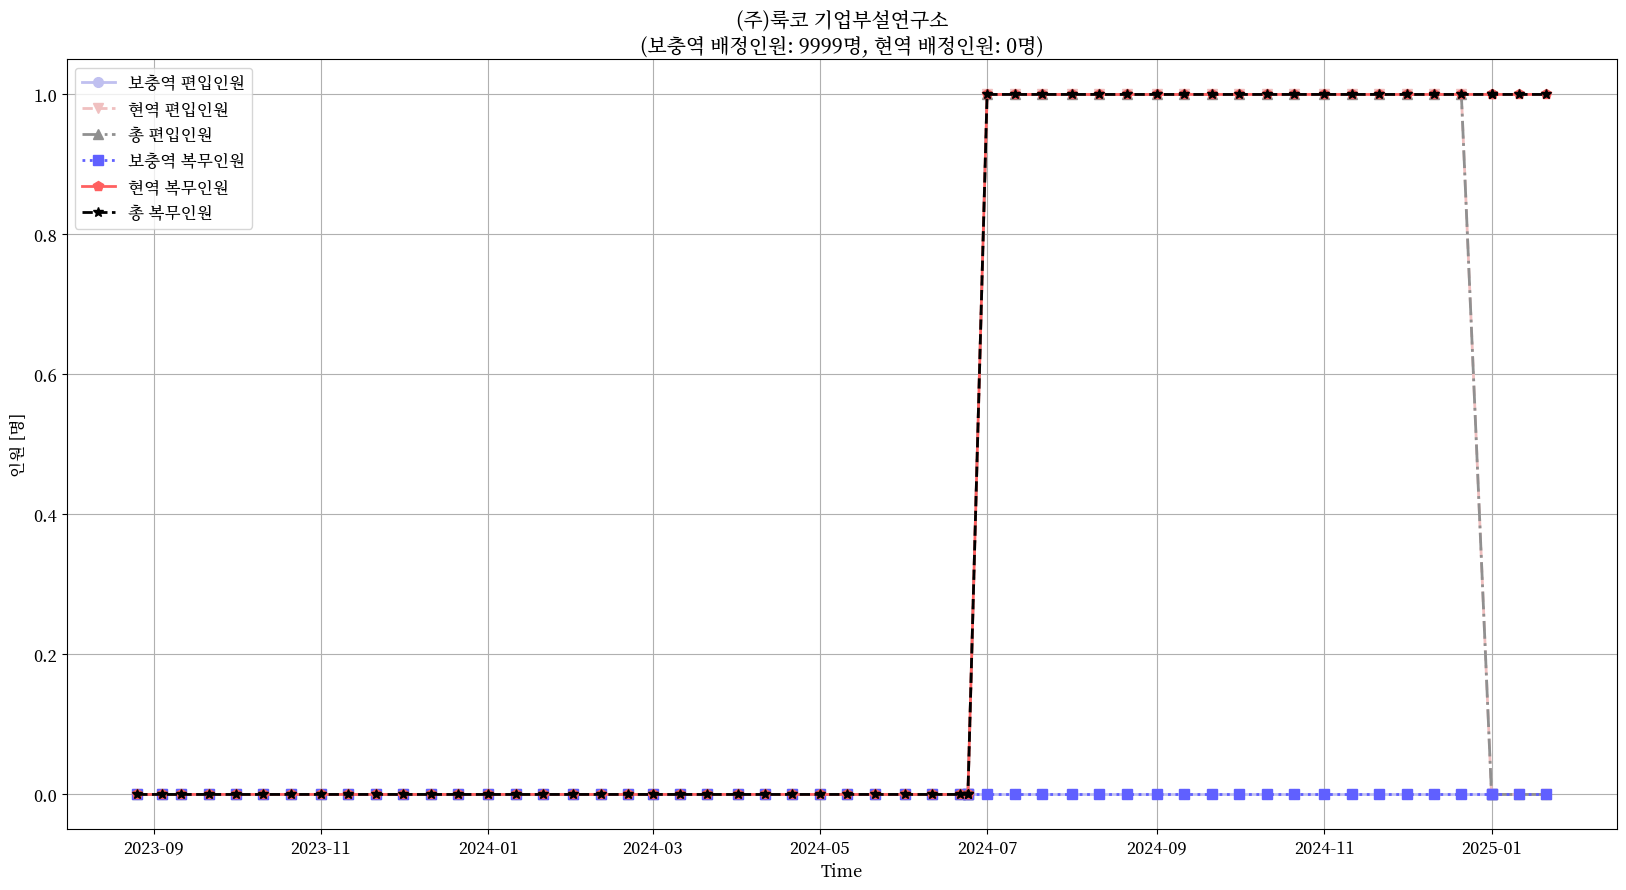 (주)룩코 기업부설연구소
(보충역 배정인원: 9999명, 현역 배정인원: 0명)
보충역 편입인원
현역 편입인원
총 편입인원
보충역 복무인원
현역 복무인원
총 복무인원
1.0
0.8
0.6
0.4
0.2
0.0
인원 [명]
2023-09
2023-11
2024-01
2024-03
2024-05
2024-07
2024-09
2024-11
2025-01
Time